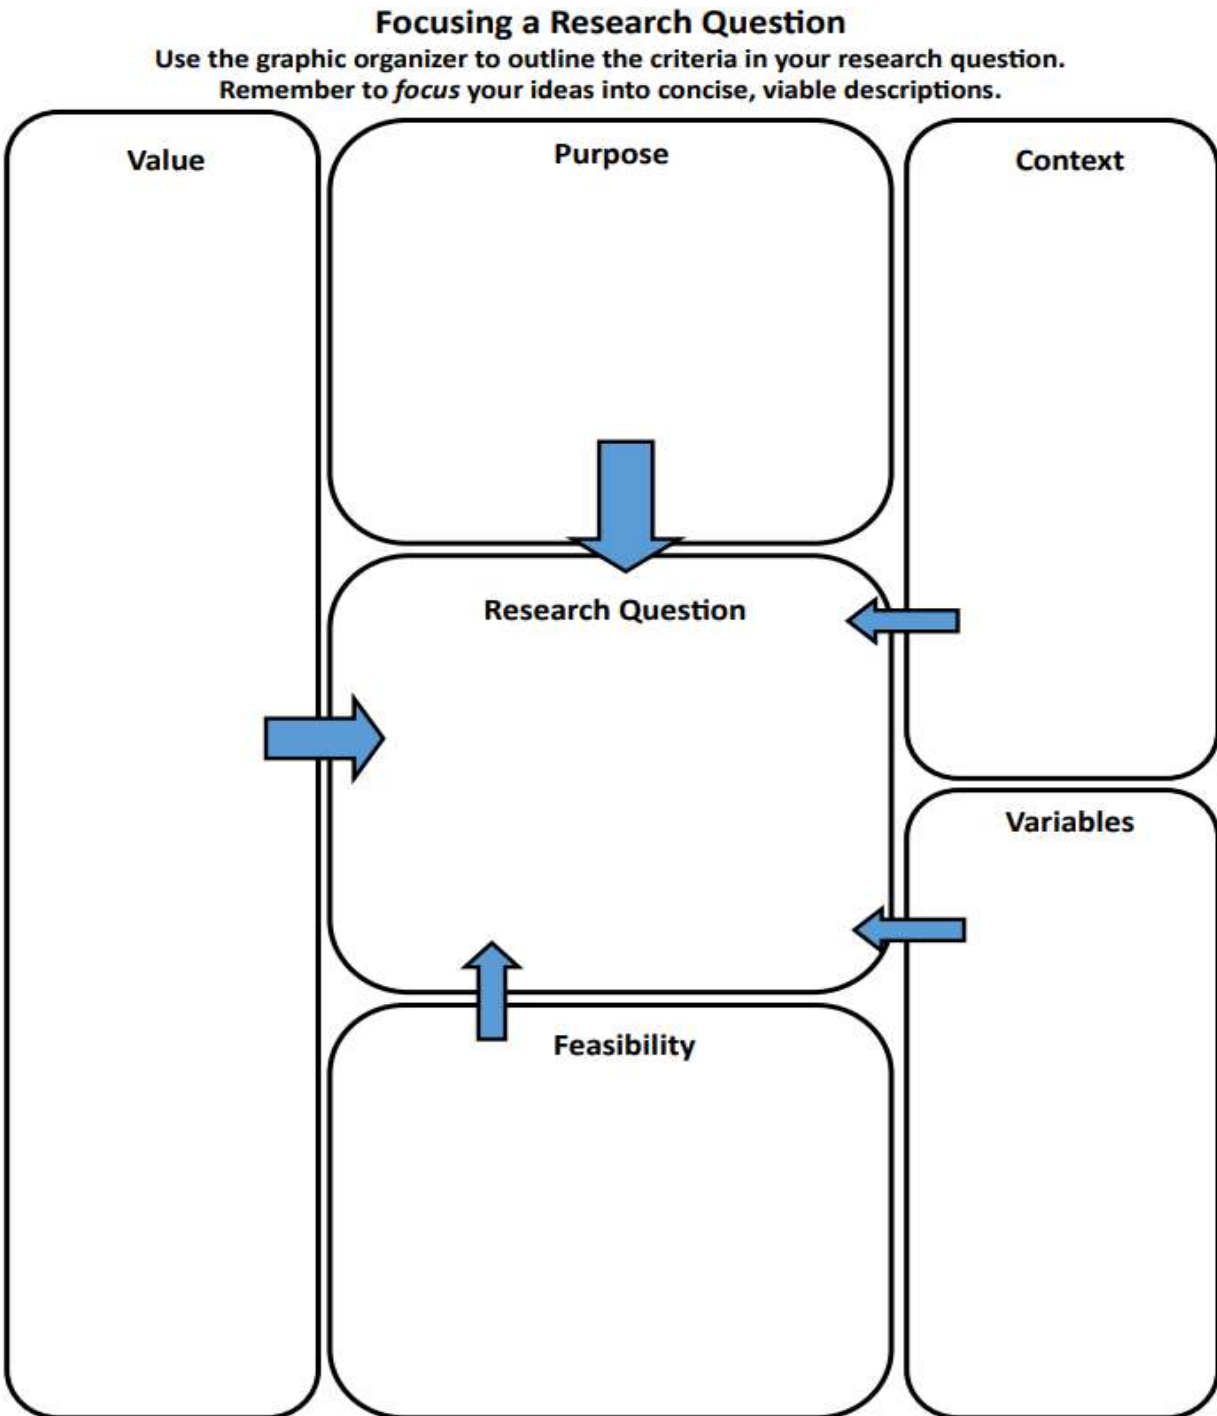 Focusing a Research Question
Use the graphic organizer to outline the criteria in your research question.
Remember to focus your ideas into concise, viable descriptions.
Value
Purpose
Context
Research Question
Variables
Feasibility